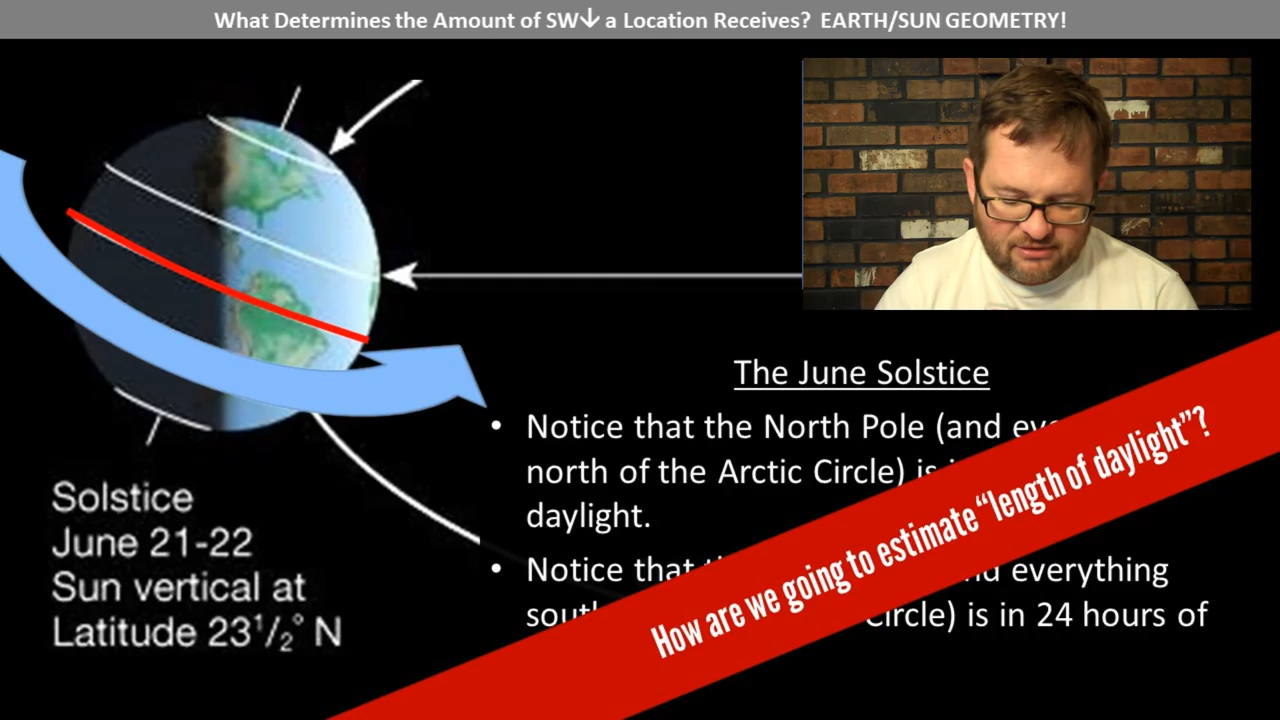 What Determines the Amount of SW↓ a Location Receives? EARTH/SUN GEOMETRY!
Solstice
June 21-22
Sun vertical at
Latitude 23¹/₂° N
The June Solstice
• Notice that the North Pole (and
north of the Arctic Circle) is
daylight.
• Notice that everything
Circle) is in 24 hours of
How are we going to estimate “length of daylight”?